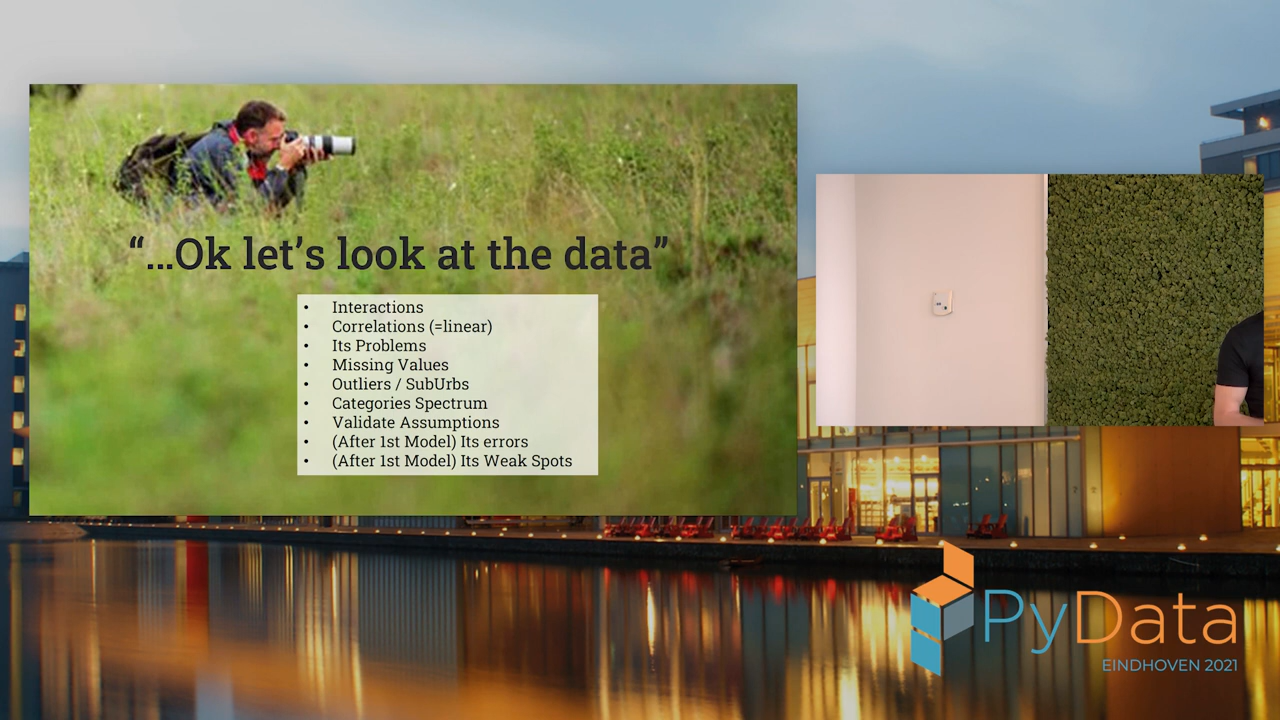 “...Ok let’s look at the data”
• Interactions
• Correlations (=linear)
• Its Problems
• Missing Values
• Outliers / SubUrbs
• Categories Spectrum
• Validate Assumptions
• (After 1st Model) Its errors
• (After 1st Model) Its Weak Spots
PyData
EINDHOVEN 2021